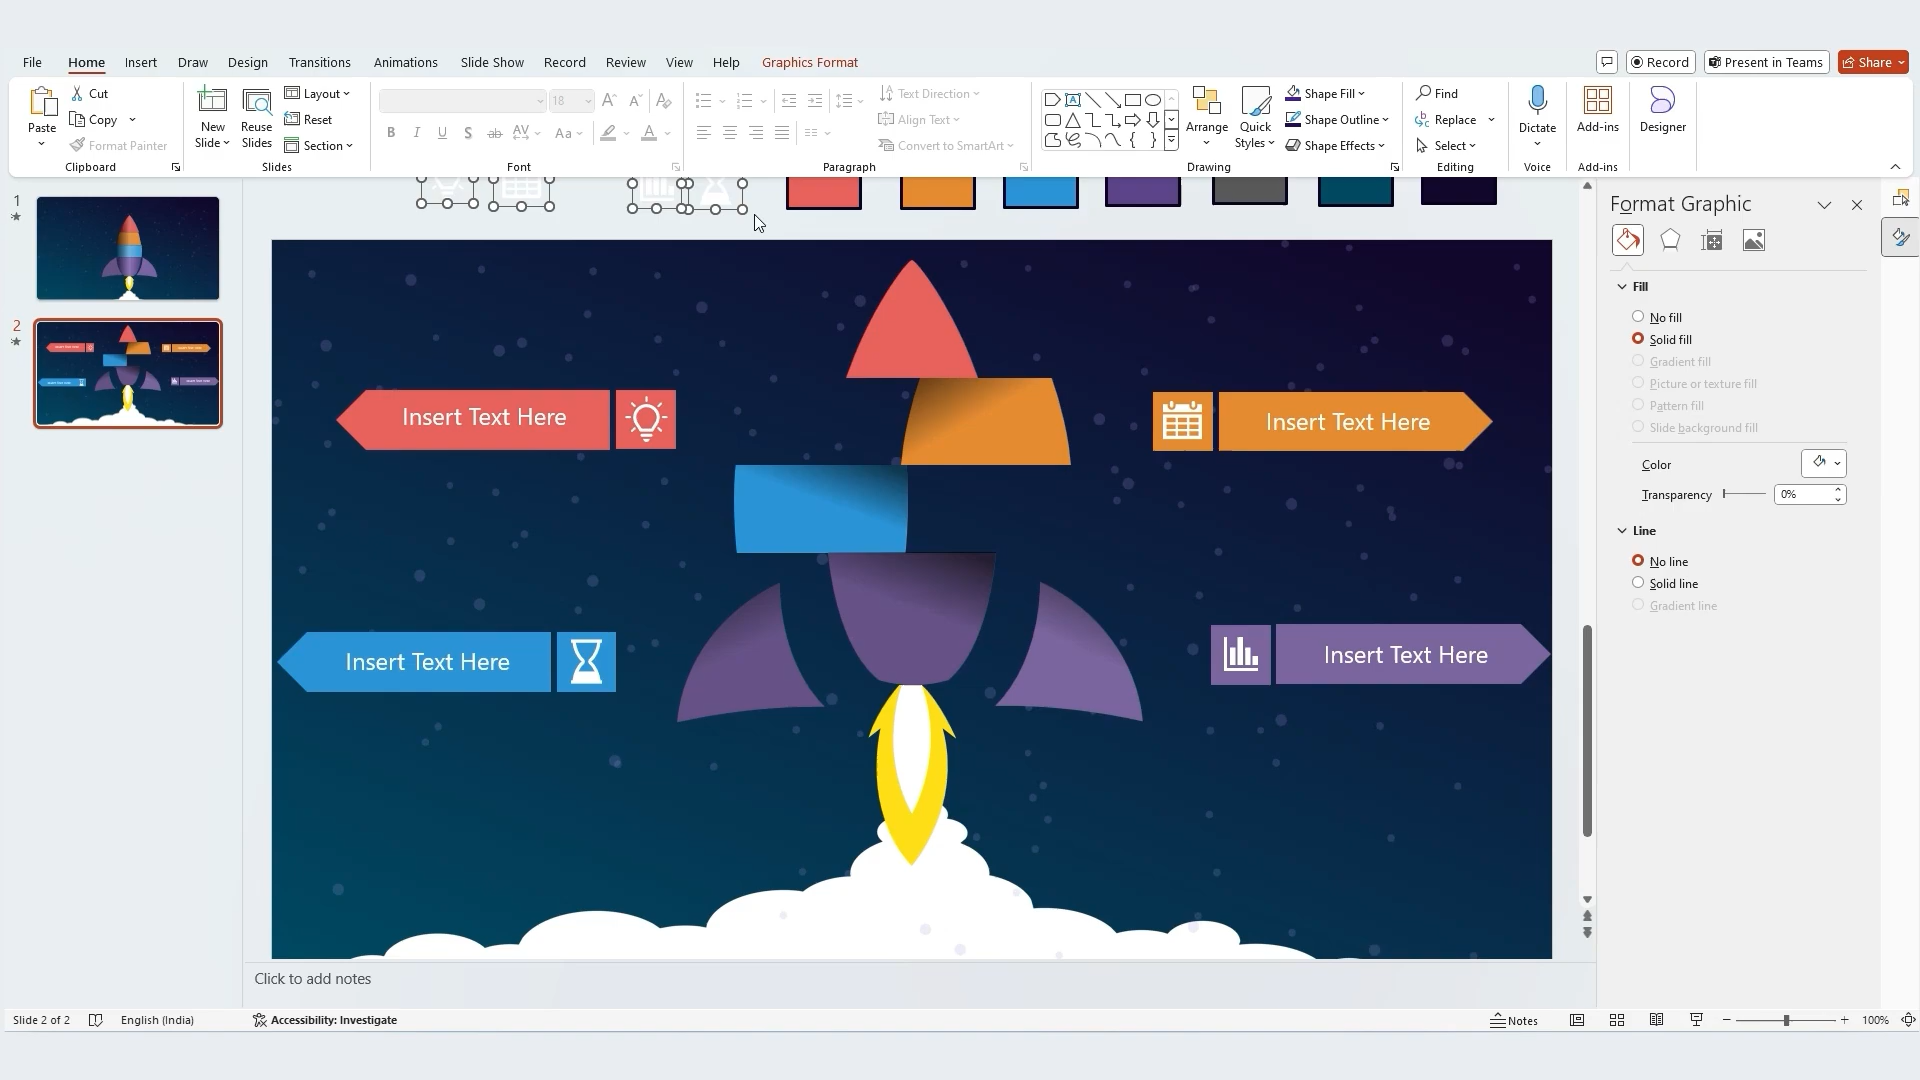 File Home Insert Draw Design Transitions Animations Slide Show Record Review View Help Graphics Format Record Present in Teams Share
Paste
Cut
Copy
Format Painter
Clipboard
New Slide
Reuse Slides
Layout
Reset
Section
Slides
18
B I U S ab AV Aa A
Font
Text Direction
Align Text
Convert to SmartArt
Paragraph
Arrange
Quick Styles
Shape Fill
Shape Outline
Shape Effects
Drawing
Find
Replace
Select
Editing
Dictate
Voice
Add-ins
Add-ins
Designer
1
2
Insert Text Here
Insert Text Here
Insert Text Here
Insert Text Here
Format Graphic
Fill
No fill
Solid fill
Gradient fill
Picture or texture fill
Pattern fill
Slide background fill
Color
Transparency 0%
Line
No line
Solid line
Gradient line
Click to add notes
Slide 2 of 2 English (India) Accessibility: Investigate Notes 100%